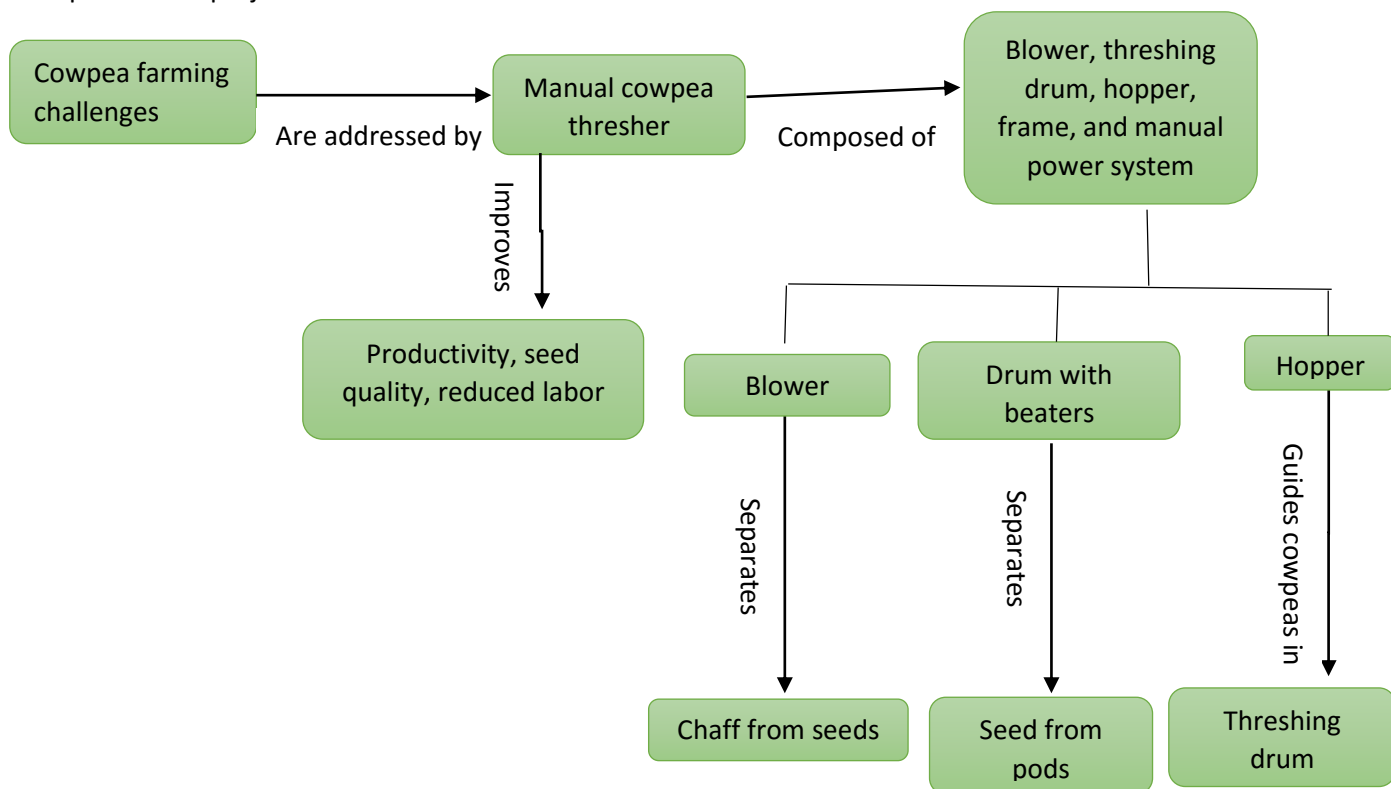 Cowpea farming
challenges
Are addressed by
Manual cowpea
thresher
Composed of
Blower, threshing
drum, hopper,
frame, and manual
power system
Improves
Productivity, seed
quality, reduced labor
Blower
Drum with
beaters
Hopper
Separates
Separates
Guides cowpeas in
Chaff from seeds
Seed from
pods
Threshing
drum